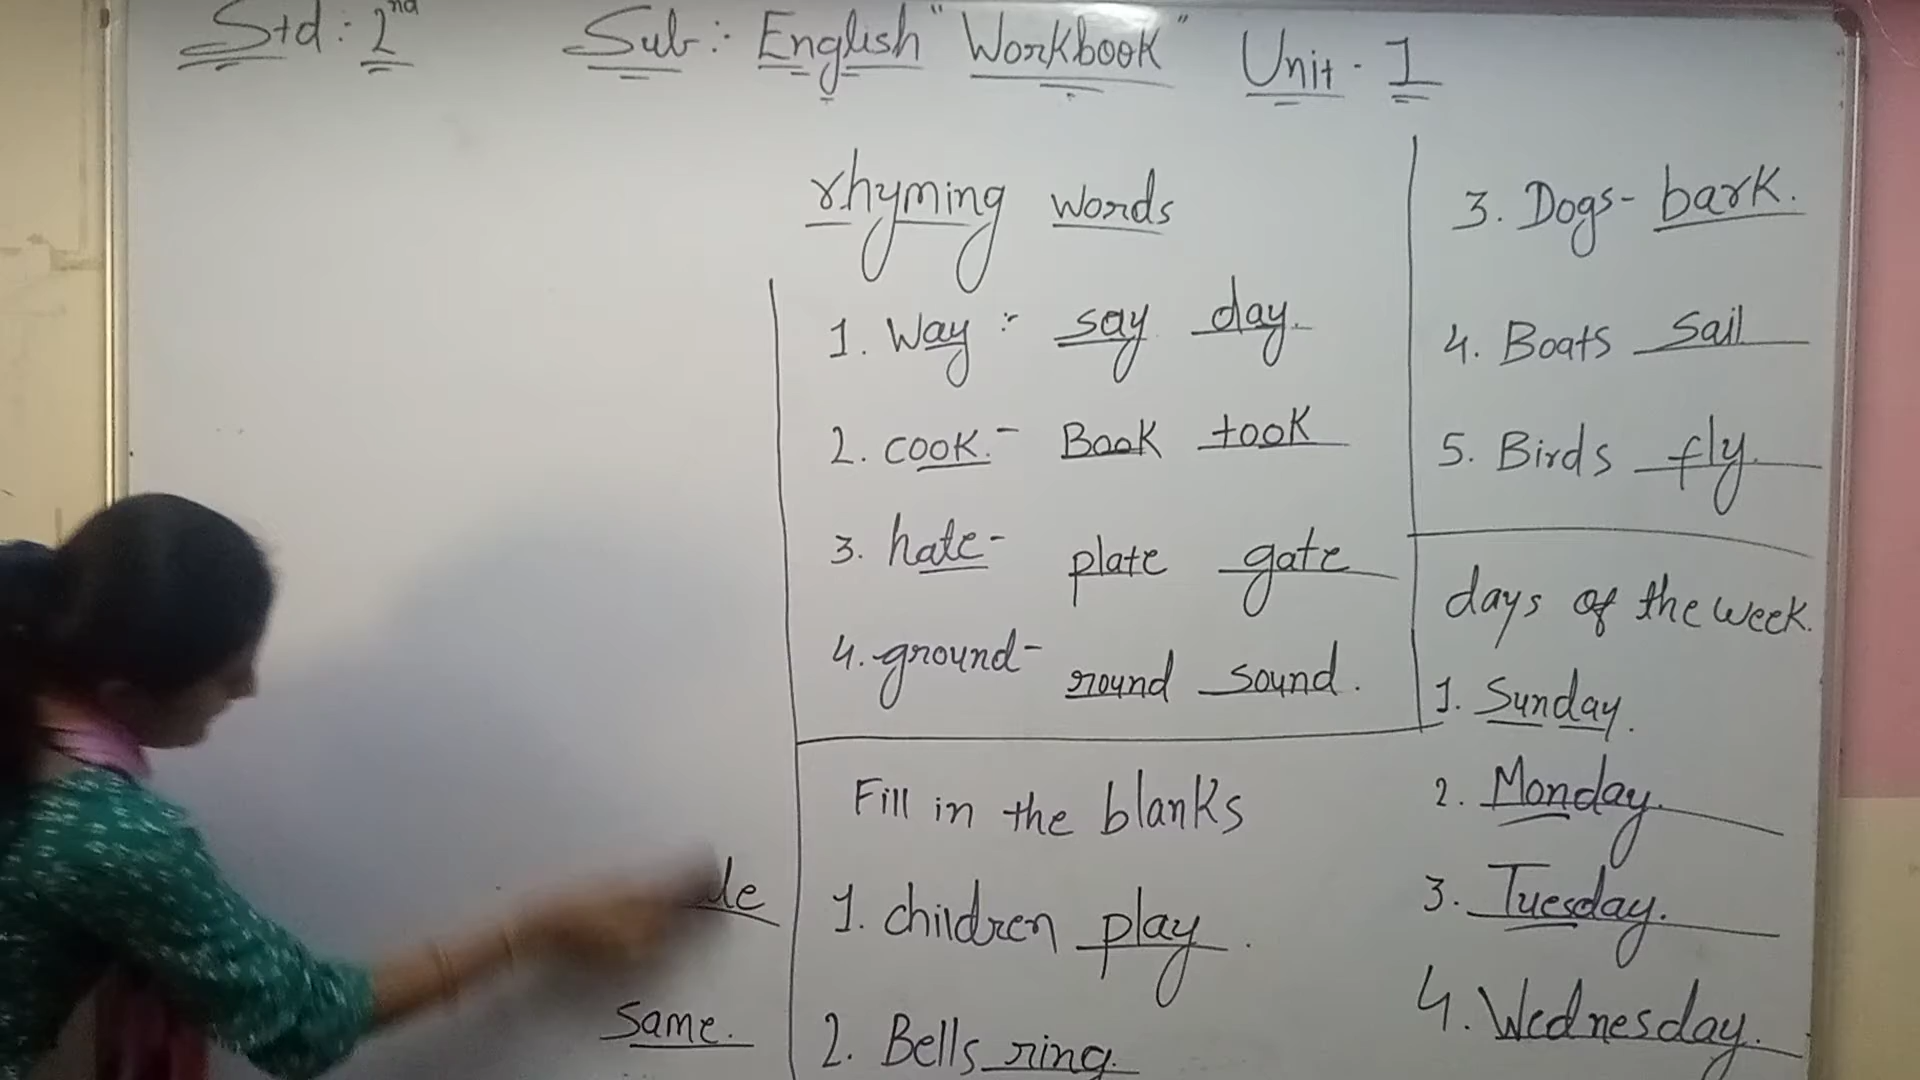 Std : 2nd Sub :- English "Workbook" Unit - 1
rhyming words
1. Way :- say day.
2. cook. - Book took
3. hate - plate gate
4. ground - round sound.
Same.
Fill in the blanks
1. children play.
2. Bells ring.
3. Dogs - bark.
4. Boats sail
5. Birds fly.
days of the week.
1. Sunday.
2. Monday.
3. Tuesday.
4. Wednesday.